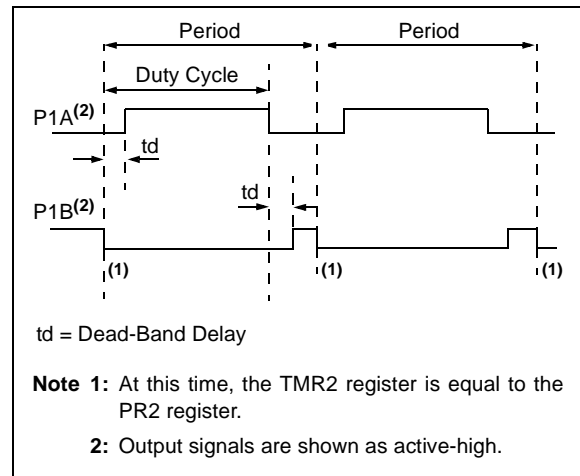 Period Period
Duty Cycle
P1A(2)
td
td
P1B(2)
(1) (1) (1)
td = Dead-Band Delay
Note 1: At this time, the TMR2 register is equal to the
PR2 register.
2: Output signals are shown as active-high.